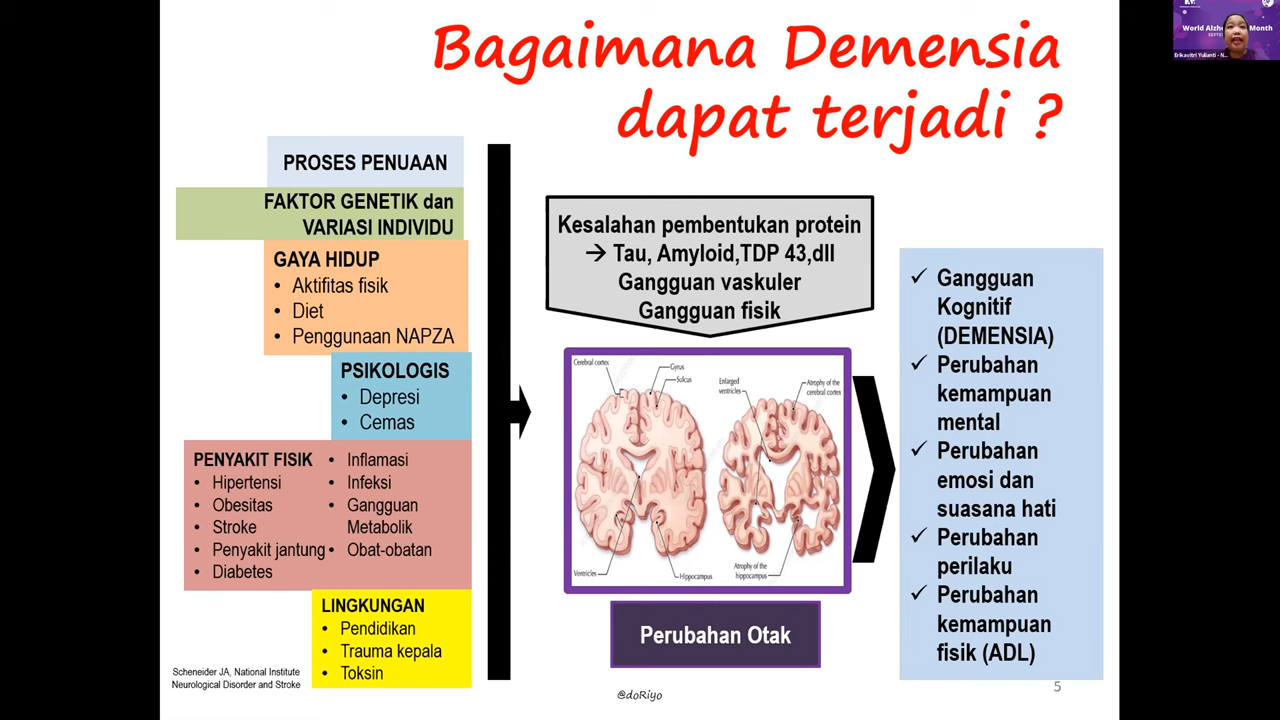 Bagaimana Demensia
dapat terjadi ?
PROSES PENUAAN
FAKTOR GENETIK dan
VARIASI INDIVIDU
GAYA HIDUP
• Aktifitas fisik
• Diet
• Penggunaan NAPZA
PSIKOLOGIS
• Depresi
• Cemas
PENYAKIT FISIK
• Hipertensi
• Obesitas
• Stroke
• Penyakit jantung
• Diabetes
• Inflamasi
• Infeksi
• Gangguan
Metabolik
• Obat-obatan
LINGKUNGAN
• Pendidikan
• Trauma kepala
• Toksin
Scheneider JA, National Institute
Neurological Disorder and Stroke
Kesalahan pembentukan protein
→ Tau, Amyloid,TDP 43,dll
Gangguan vaskuler
Gangguan fisik
Cerebral cortex
Gyrus
Sulcus
Ventricles
Hippocampus
Enlarged
ventricles
Atrophy of the
cerebral cortex
Atrophy of the
hippocampus
Perubahan Otak
@doRiyo
✓ Gangguan
Kognitif
(DEMENSIA)
✓ Perubahan
kemampuan
mental
✓ Perubahan
emosi dan
suasana hati
✓ Perubahan
perilaku
✓ Perubahan
kemampuan
fisik (ADL)
5
World Alzh
Month
Erikavitri Yulianti - N...